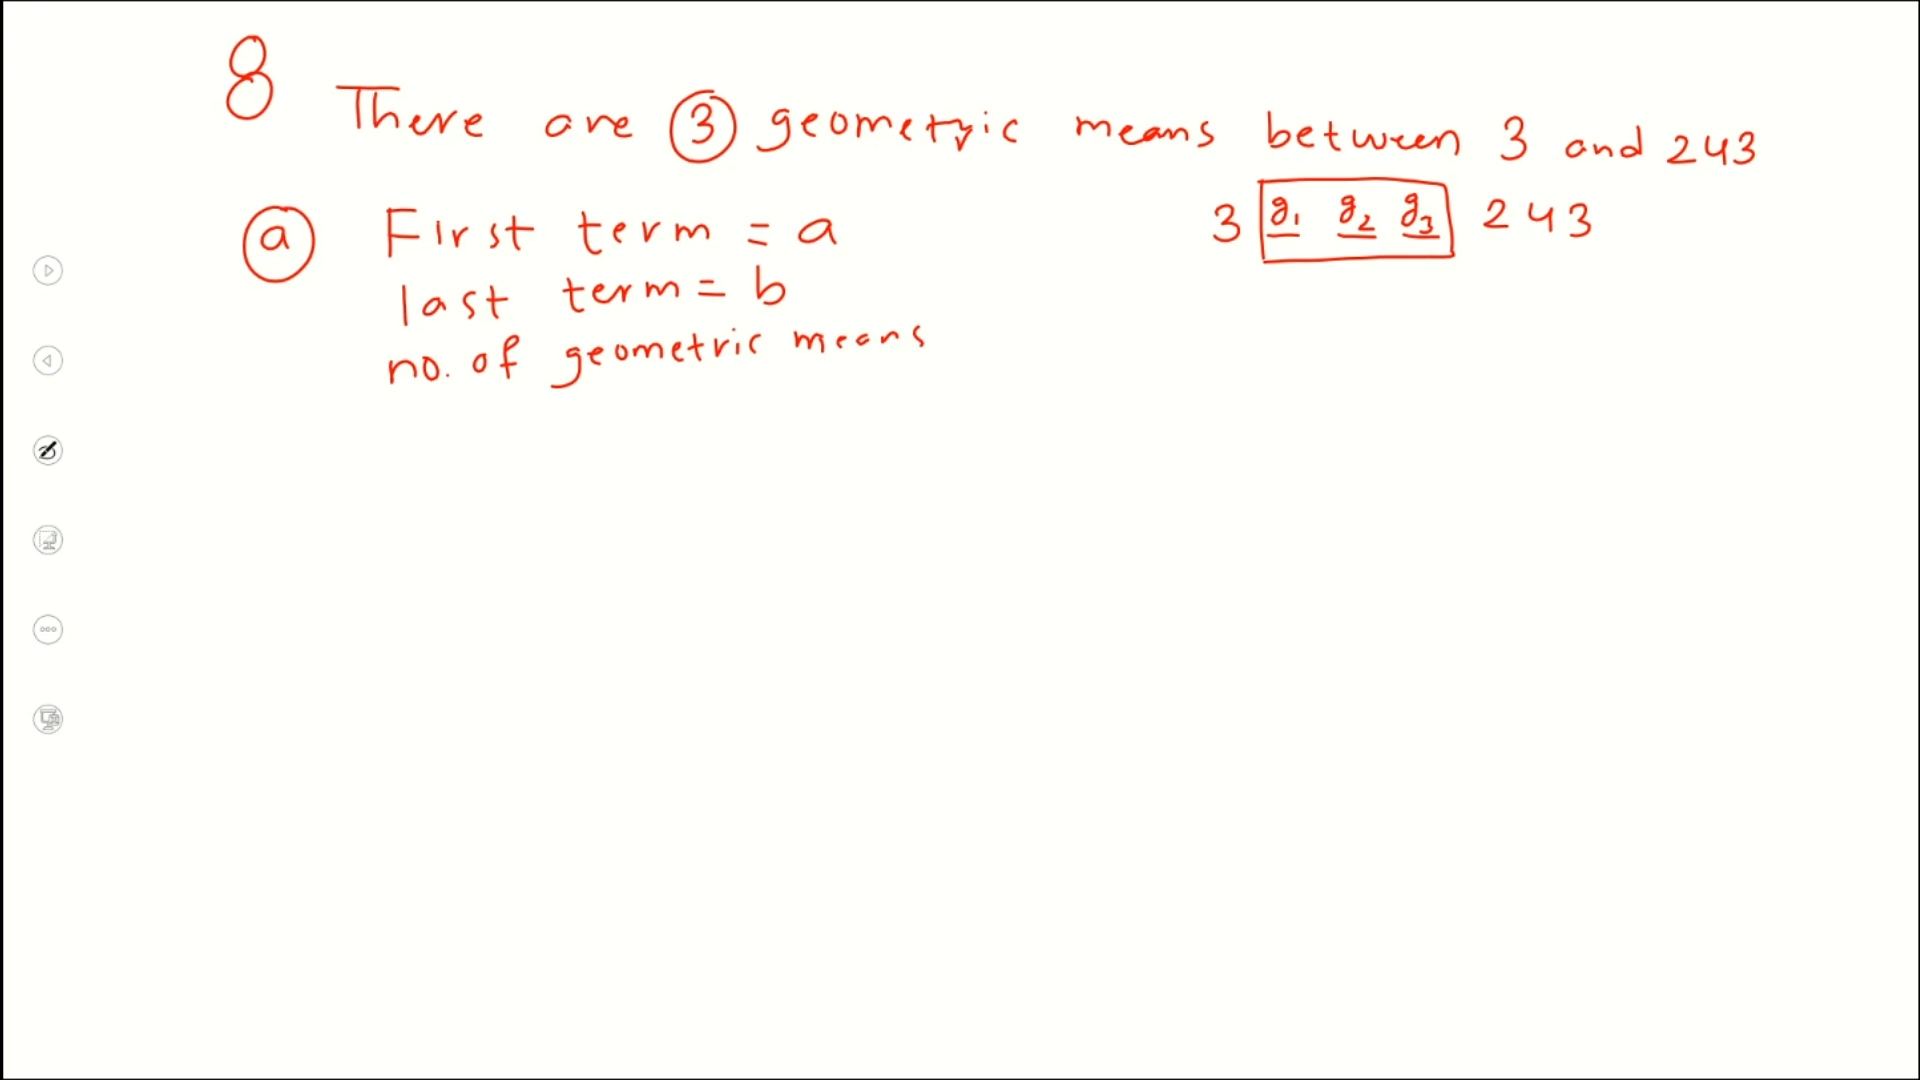 8 There are 3 geometric means between 3 and 243
3 g1 g2 g3 243
a First term = a
last term = b
no. of geometric means